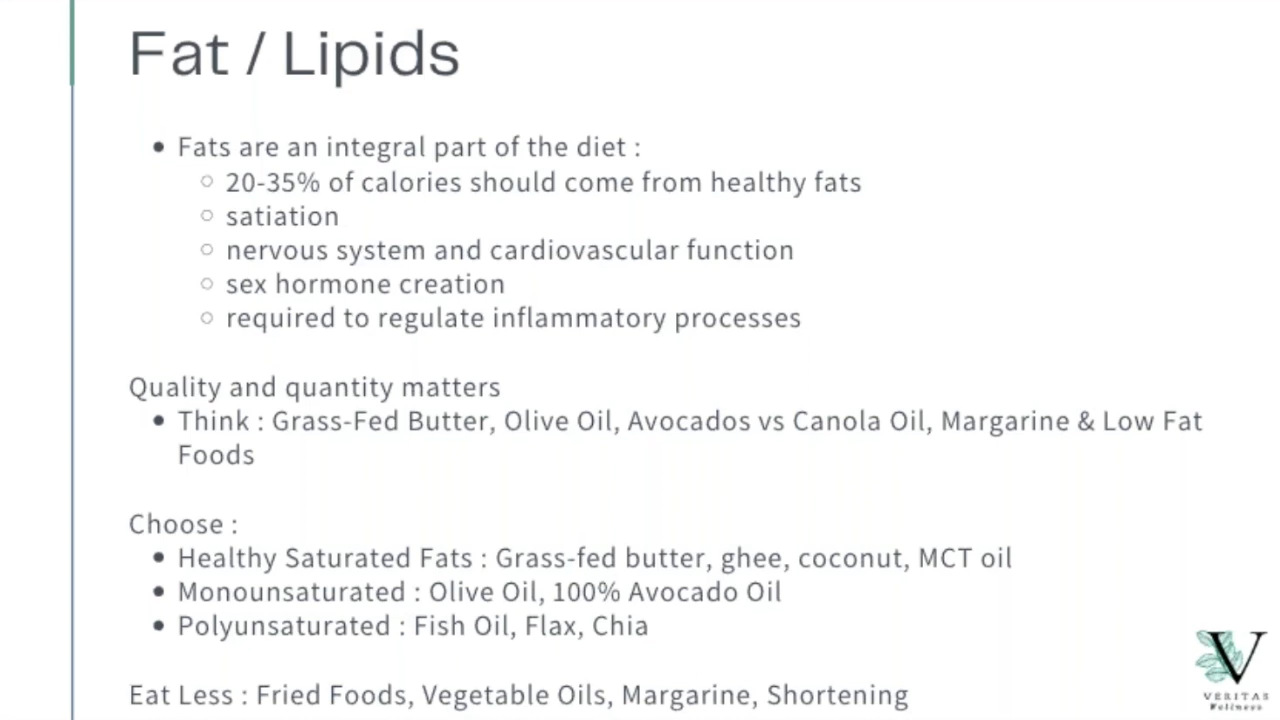 Fat / Lipids
• Fats are an integral part of the diet :
○ 20-35% of calories should come from healthy fats
○ satiation
○ nervous system and cardiovascular function
○ sex hormone creation
○ required to regulate inflammatory processes
Quality and quantity matters
• Think : Grass-Fed Butter, Olive Oil, Avocados vs Canola Oil, Margarine & Low Fat
Foods
Choose :
• Healthy Saturated Fats : Grass-fed butter, ghee, coconut, MCT oil
• Monounsaturated : Olive Oil, 100% Avocado Oil
• Polyunsaturated : Fish Oil, Flax, Chia
Eat Less : Fried Foods, Vegetable Oils, Margarine, Shortening
V
VERITAS
Wellness